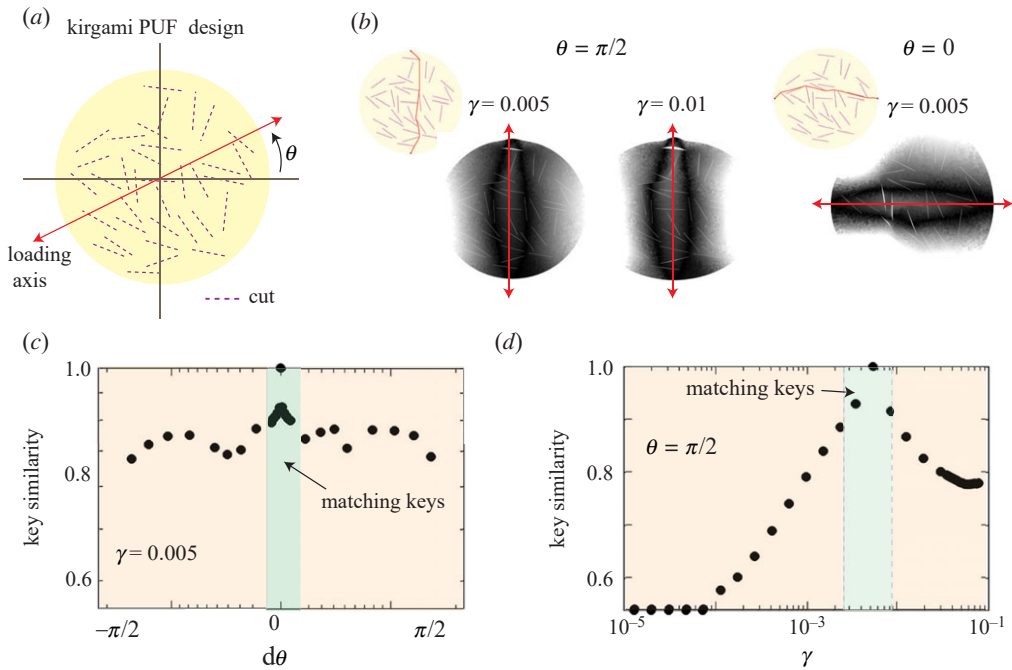 (a)
kirgami PUF design
θ
loading
axis
cut
(b)
θ = π/2
θ = 0
γ = 0.005
γ = 0.01
γ = 0.005
(c)
1.0
0.8
0.6
key similarity
matching keys
γ = 0.005
−π/2
0
π/2
dθ
(d)
1.0
0.8
0.6
key similarity
matching keys
θ = π/2
10⁻⁵
10⁻³
10⁻¹
γ